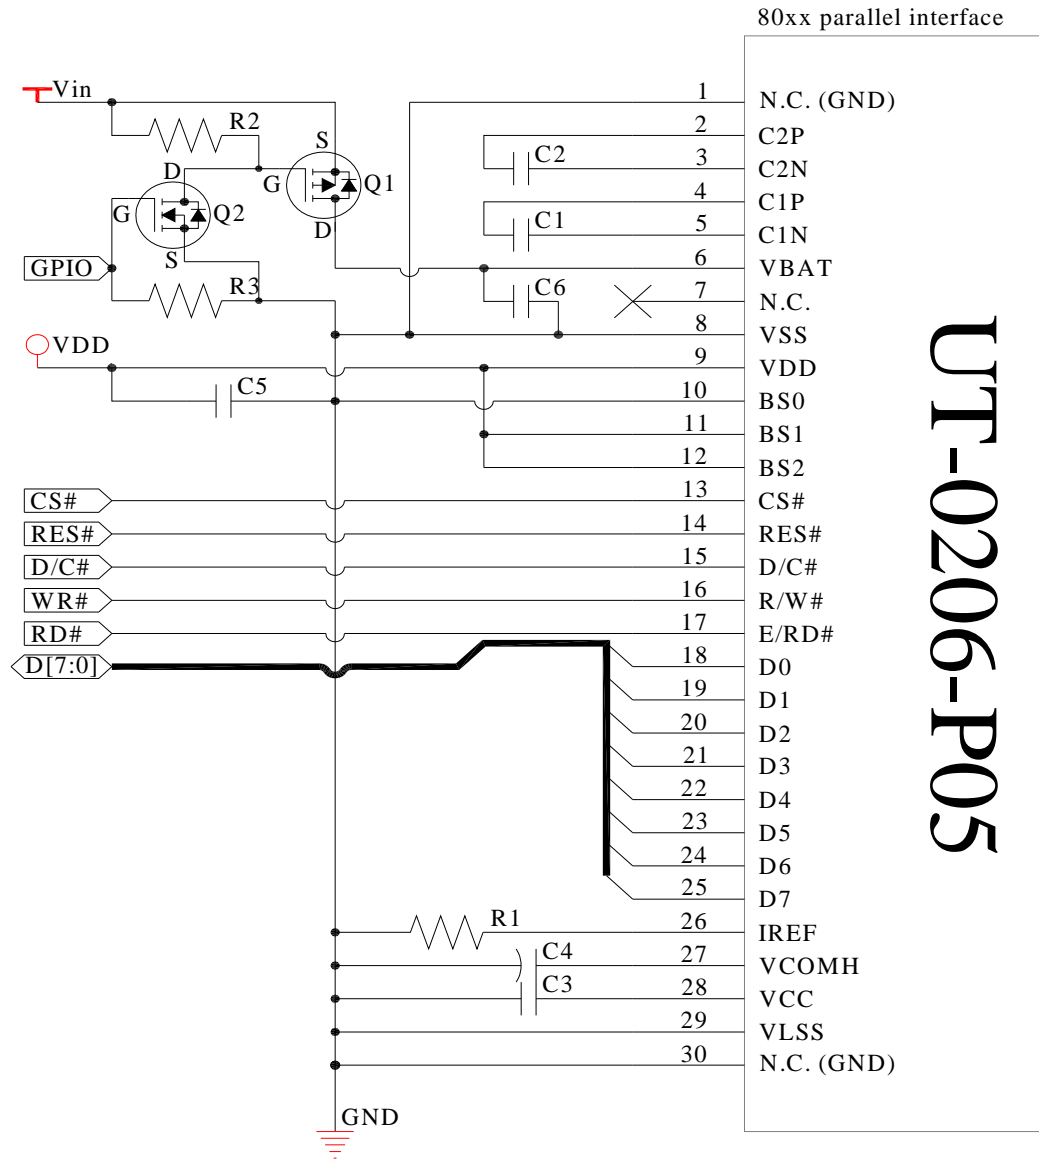 80xx parallel interface
Vin
1
N.C. (GND)
R2
2
C2P
S
C2
3
C2N
D
G
Q1
4
C1P
G
Q2
C1
5
C1N
D
S
GPIO
6
VBAT
R3
C6
7
N.C.
8
VSS
VDD
9
VDD
C5
10
BS0
11
BS1
12
BS2
CS#
13
CS#
RES#
14
RES#
D/C#
15
D/C#
WR#
16
R/W#
RD#
17
E/RD#
D[7:0]
18
D0
19
D1
20
D2
21
D3
22
D4
23
D5
24
D6
25
D7
R1
26
IREF
C4
27
VCOMH
C3
28
VCC
29
VLSS
30
N.C. (GND)
GND
UT-0206-P05